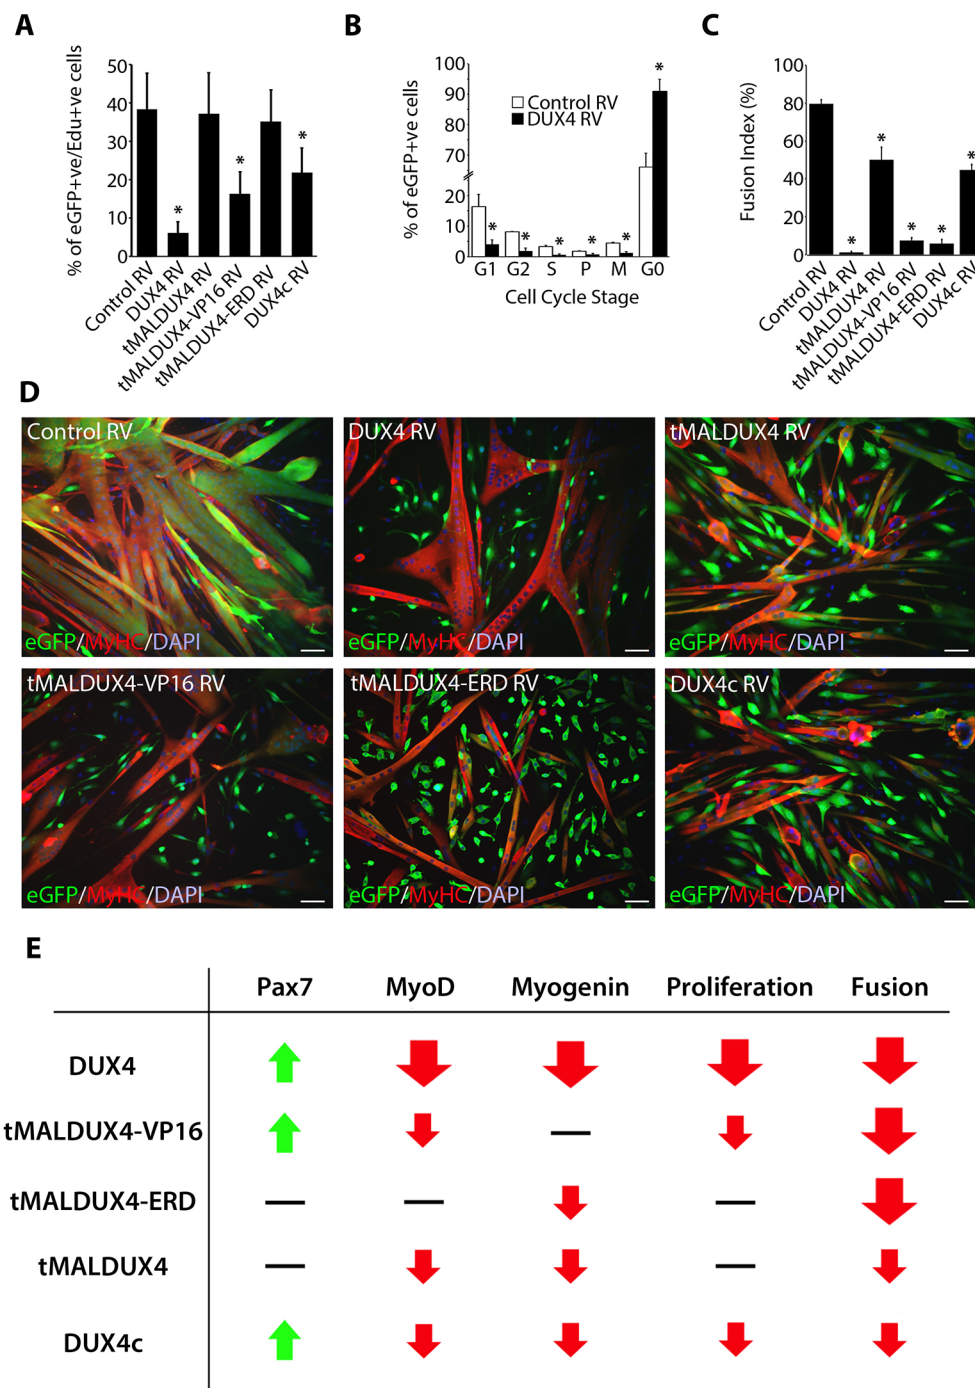 A
% of eGFP+ve/Edu+ve cells
50
40
30
20
10
0
*
*
*
Control RV
DUX4 RV
tMALDUX4 RV
tMALDUX4-VP16 RV
tMALDUX4-ERD RV
DUX4c RV
B
% of eGFP+ve cells
100
90
80
70
20
10
0
Control RV
DUX4 RV
*
*
*
*
*
*
G1 G2 S P M G0
Cell Cycle Stage
C
Fusion Index (%)
100
80
60
40
20
0
*
*
*
*
*
Control RV
DUX4 RV
tMALDUX4 RV
tMALDUX4-VP16 RV
tMALDUX4-ERD RV
DUX4c RV
D
Control RV
eGFP/MyHC/DAPI
DUX4 RV
eGFP/MyHC/DAPI
tMALDUX4 RV
eGFP/MyHC/DAPI
tMALDUX4-VP16 RV
eGFP/MyHC/DAPI
tMALDUX4-ERD RV
eGFP/MyHC/DAPI
DUX4c RV
eGFP/MyHC/DAPI
E
Pax7 MyoD Myogenin Proliferation Fusion
DUX4
tMALDUX4-VP16
tMALDUX4-ERD
tMALDUX4
DUX4c